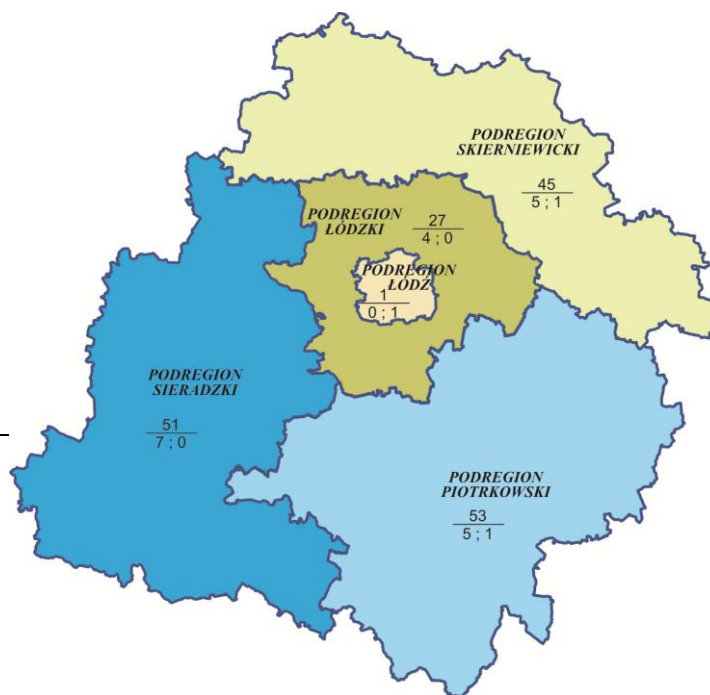 PODREGION
SKIERNIEWICKI
45
5 ; 1
PODREGION
ŁÓDZKI
27
4 ; 0
PODREGION
ŁÓDŹ
1
0 ; 1
PODREGION
SIERADZKI
51
7 ; 0
PODREGION
PIOTRKOWSKI
53
5 ; 1